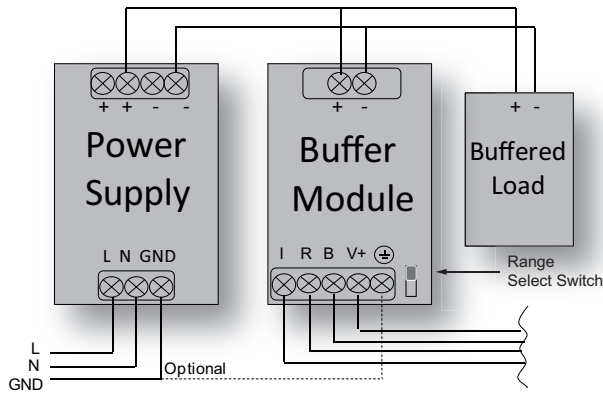 + + - -
Power
Supply
L N GND
+ -
Buffer
Module
I R B V+
+ -
Buffered
Load
Range
Select Switch
L
N
GND
Optional